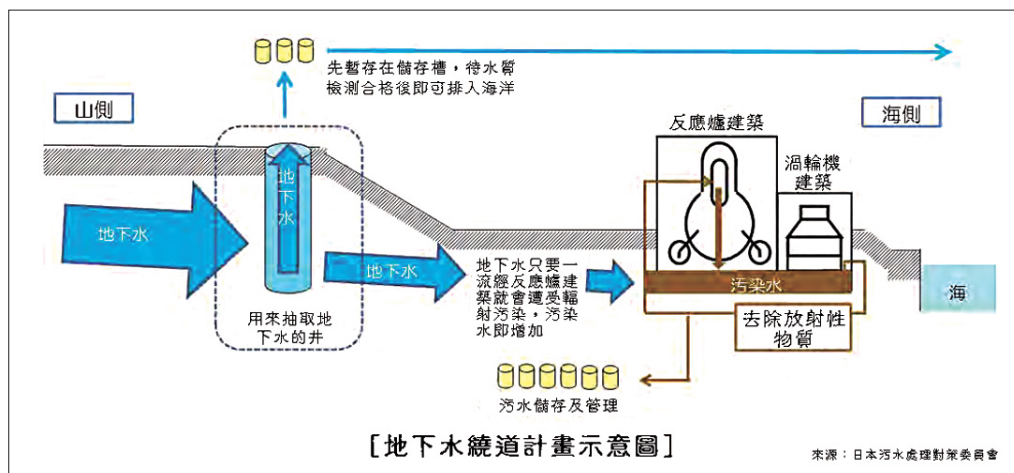 先暫存在儲存槽，待水質
檢測合格後即可排入海洋
山側
海側
反應爐建築
渦輪機
建築
地下水
地下水
地下水
地下水只要一
流經反應爐建
築就會遭受輻
射污染，污染
水即增加
污染水
海
用來抽取地
下水的井
去除放射性
物質
污水儲存及管理
[地下水繞道計畫示意圖]
來源：日本污水處理對策委員會